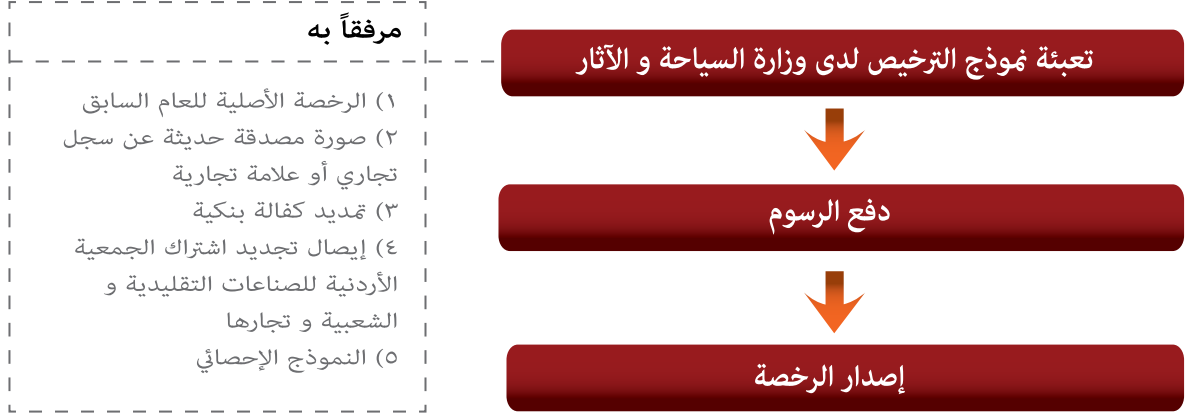 تعبئة نموذج الترخيص لدى وزارة السياحة و الآثار
مرفقاً به
١) الرخصة الأصلية للعام السابق
٢) صورة مصدقة حديثة عن سجل
تجاري أو علامة تجارية
٣) تمديد كفالة بنكية
٤) إيصال تجديد اشتراك الجمعية
الأردنية للصناعات التقليدية و
الشعبية و تجارها
٥) النموذج الإحصائي
دفع الرسوم
إصدار الرخصة